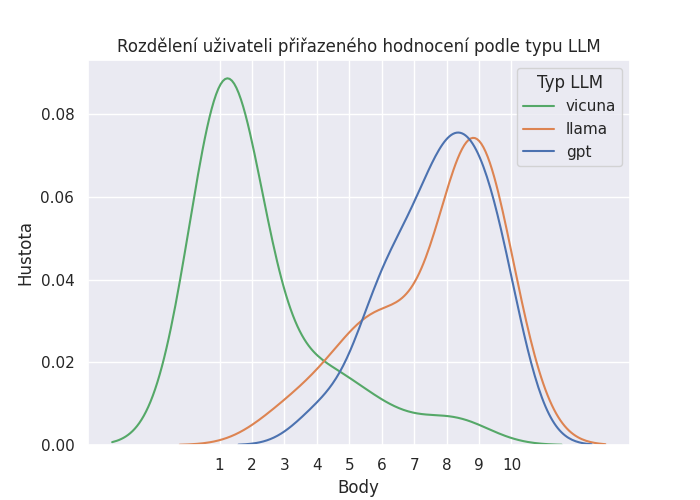 Rozdělení uživateli přiřazeného hodnocení podle typu LLM
Typ LLM
vicuna
llama
gpt
Hustota
0.08
0.06
0.04
0.02
0.00
1 2 3 4 5 6 7 8 9 10
Body